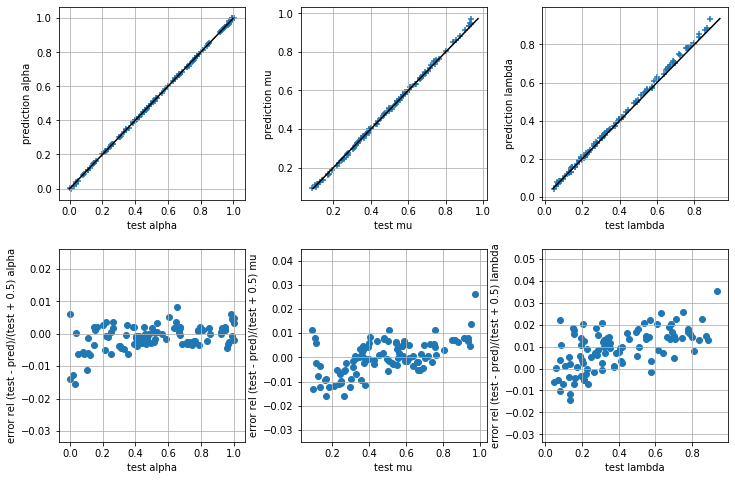 1.0
0.8
0.6
0.4
0.2
0.0
prediction alpha
0.0 0.2 0.4 0.6 0.8 1.0
test alpha
1.0
0.8
0.6
0.4
0.2
prediction mu
0.2 0.4 0.6 0.8 1.0
test mu
0.8
0.6
0.4
0.2
0.0
prediction lambda
0.0 0.2 0.4 0.6 0.8
test lambda
0.02
0.01
0.00
−0.01
−0.02
−0.03
error rel (test - pred)/(test + 0.5) alpha
0.0 0.2 0.4 0.6 0.8 1.0
test alpha
0.04
0.03
0.02
0.01
0.00
−0.01
−0.02
−0.03
error rel (test - pred)/(test + 0.5) mu
0.2 0.4 0.6 0.8 1.0
test mu
0.05
0.04
0.03
0.02
0.01
0.00
−0.01
−0.02
−0.03
error rel (test - pred)/(test + 0.5) lambda
0.0 0.2 0.4 0.6 0.8
test lambda